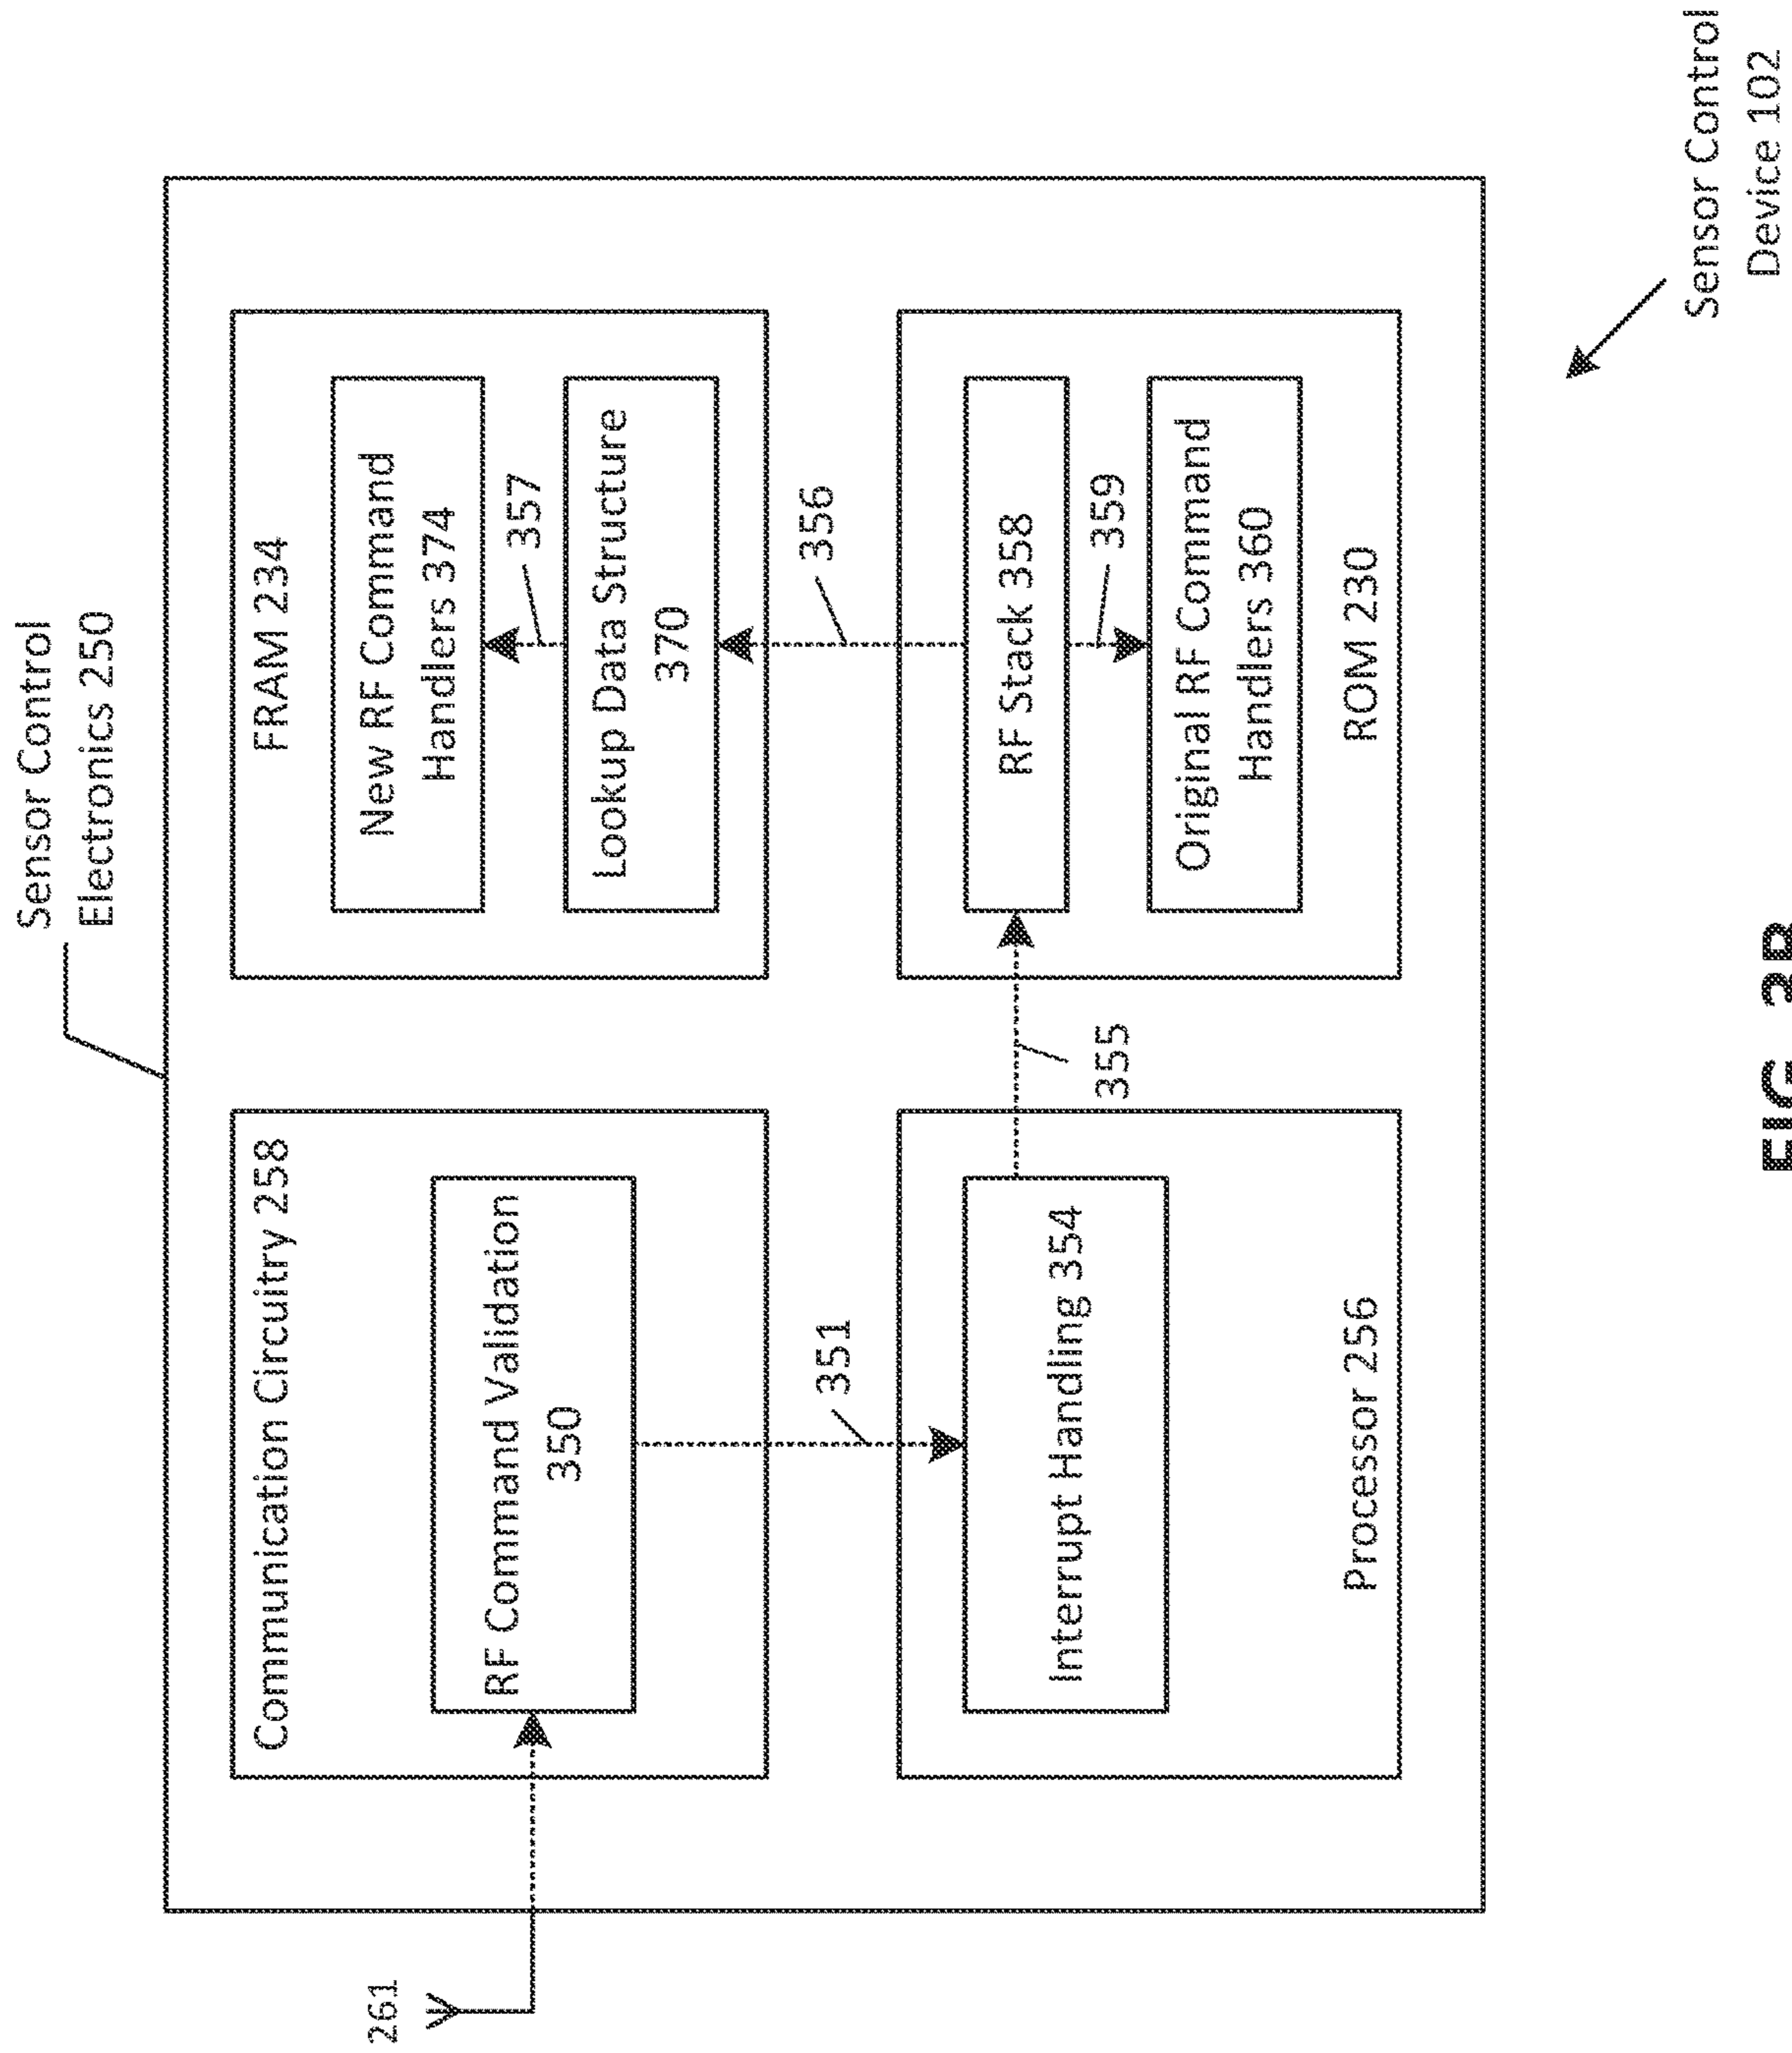 Sensor Control
Electronics 250
Communication Circuitry 258
RF Command Validation
350
261
351
Interrupt Handling 354
Processor 256
355
FRAM 234
New RF Command
Handlers 374
357
Lookup Data Structure
370
356
RF Stack 358
359
Original RF Command
Handlers 360
ROM 230
Sensor Control
Device 102
FIG. 3B